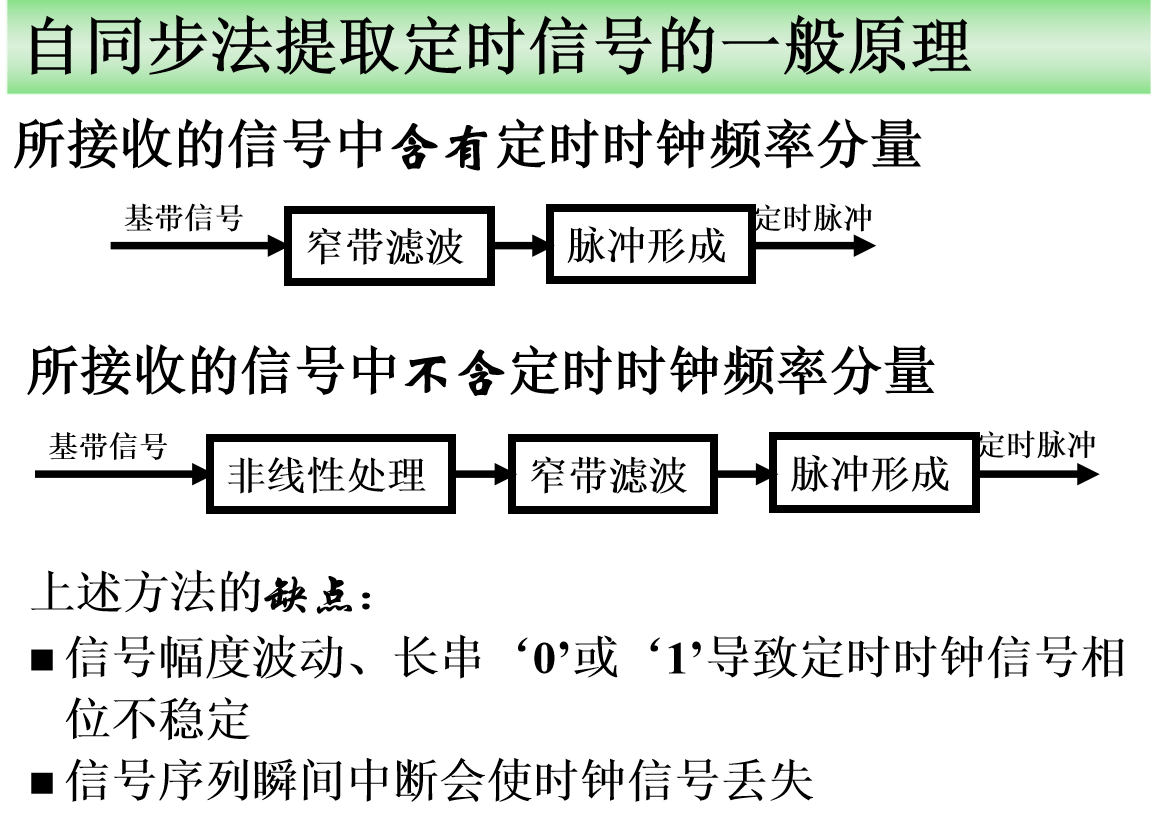 自同步法提取定时信号的一般原理
所接收的信号中含有定时时钟频率分量
基带信号
窄带滤波
脉冲形成
定时脉冲
所接收的信号中不含定时时钟频率分量
基带信号
非线性处理
窄带滤波
脉冲形成
定时脉冲
上述方法的缺点：
■ 信号幅度波动、长串‘0’或‘1’导致定时时钟信号相
位不稳定
■ 信号序列瞬间中断会使时钟信号丢失